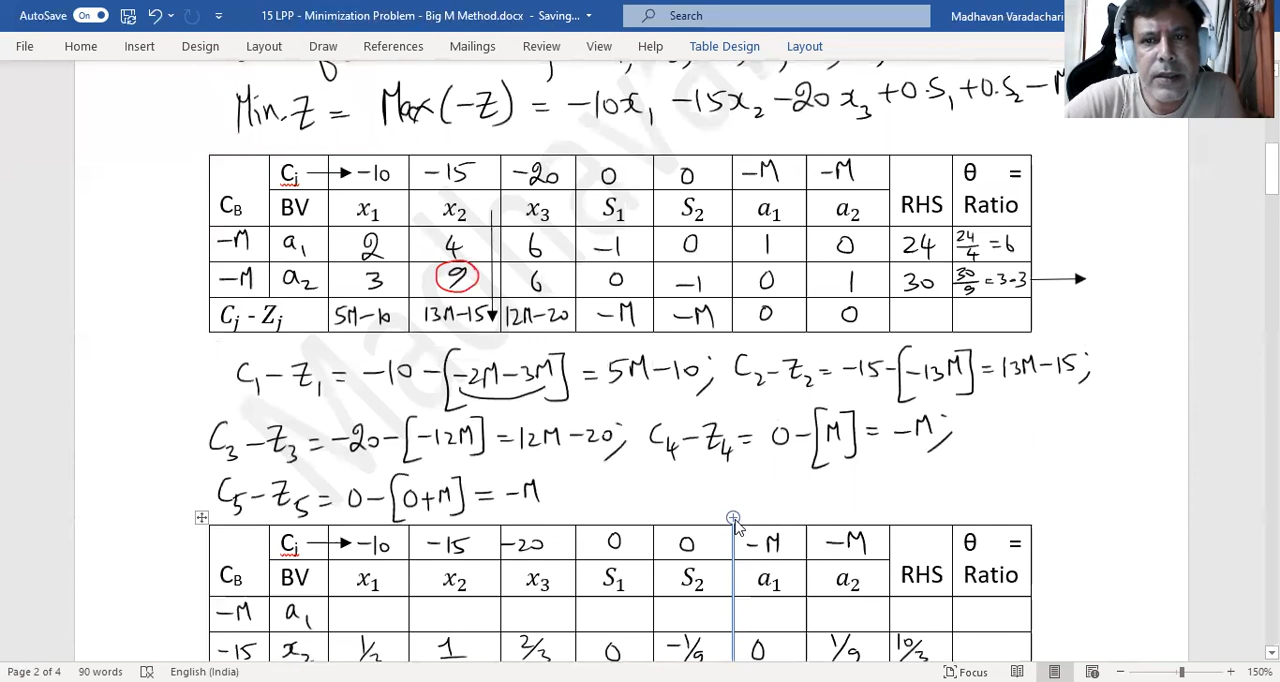 AutoSave On 15 LPP - Minimization Problem - Big M Method.docx - Saving... Search Madhavan Varadachari
File Home Insert Design Layout Draw References Mailings Review View Help Table Design Layout
Min. Z = Max(-Z) = -10x₁ -15x₂ -20x₃ +0.S₁ +0.S₂ -M
Cj → -10 -15 -20 0 0 -M -M θ =
C_B BV x₁ x₂ x₃ S₁ S₂ a₁ a₂ RHS Ratio
-M a₁ 2 4 6 -1 0 1 0 24 24/4 = 6
-M a₂ 3 9 6 0 -1 0 1 30 30/9 = 3.3
Cj - Zj 5M-10 13M-15 12M-20 -M -M 0 0
C₁-Z₁ = -10-[-2M-3M] = 5M-10; C₂-Z₂ = -15-[-13M] = 13M-15;
C₃-Z₃ = -20-[-12M] = 12M-20; C₄-Z₄ = 0-[M] = -M;
C₅-Z₅ = 0-[0+M] = -M
Cj → -10 -15 -20 0 0 -M -M θ =
C_B BV x₁ x₂ x₃ S₁ S₂ a₁ a₂ RHS Ratio
-M a₁
-15 x₂ 1 2/3 0 -1/9 0 1/9 10/3
Page 2 of 4 90 words English (India) Focus 150%